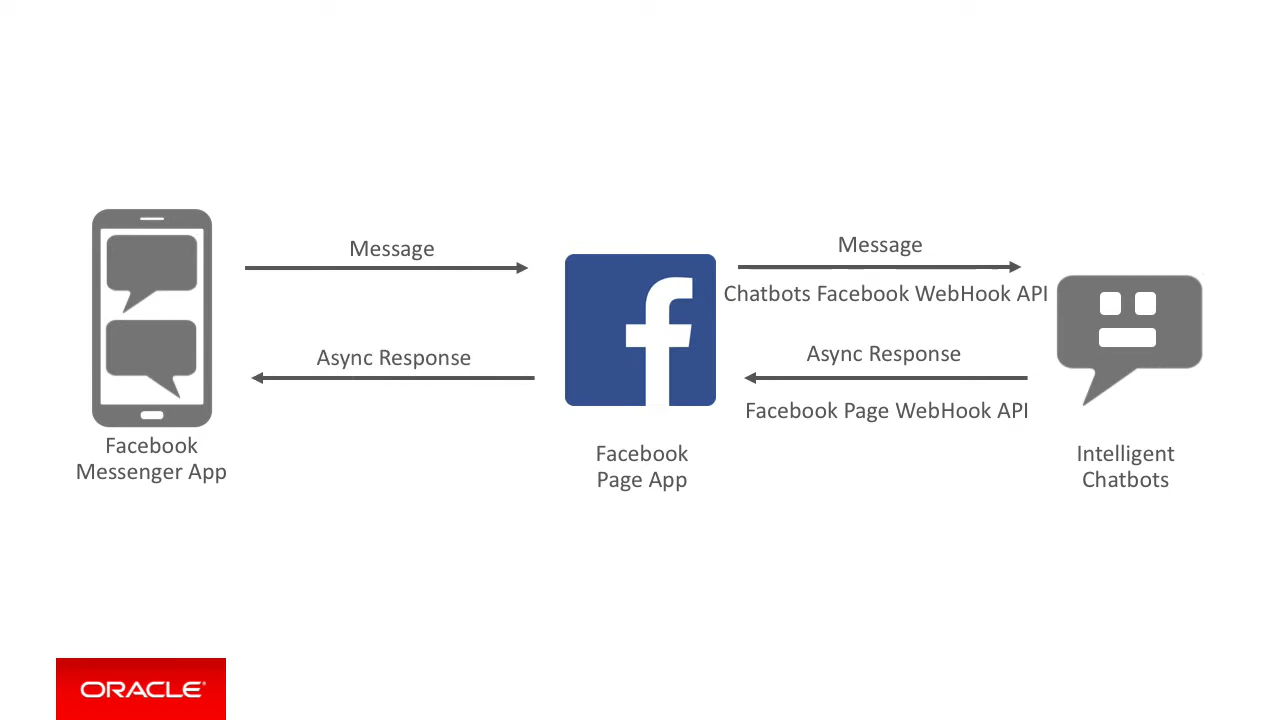 Message
Message
Chatbots Facebook WebHook API
Async Response
Async Response
Facebook Page WebHook API
Facebook
Messenger App
Facebook
Page App
Intelligent
Chatbots
ORACLE®